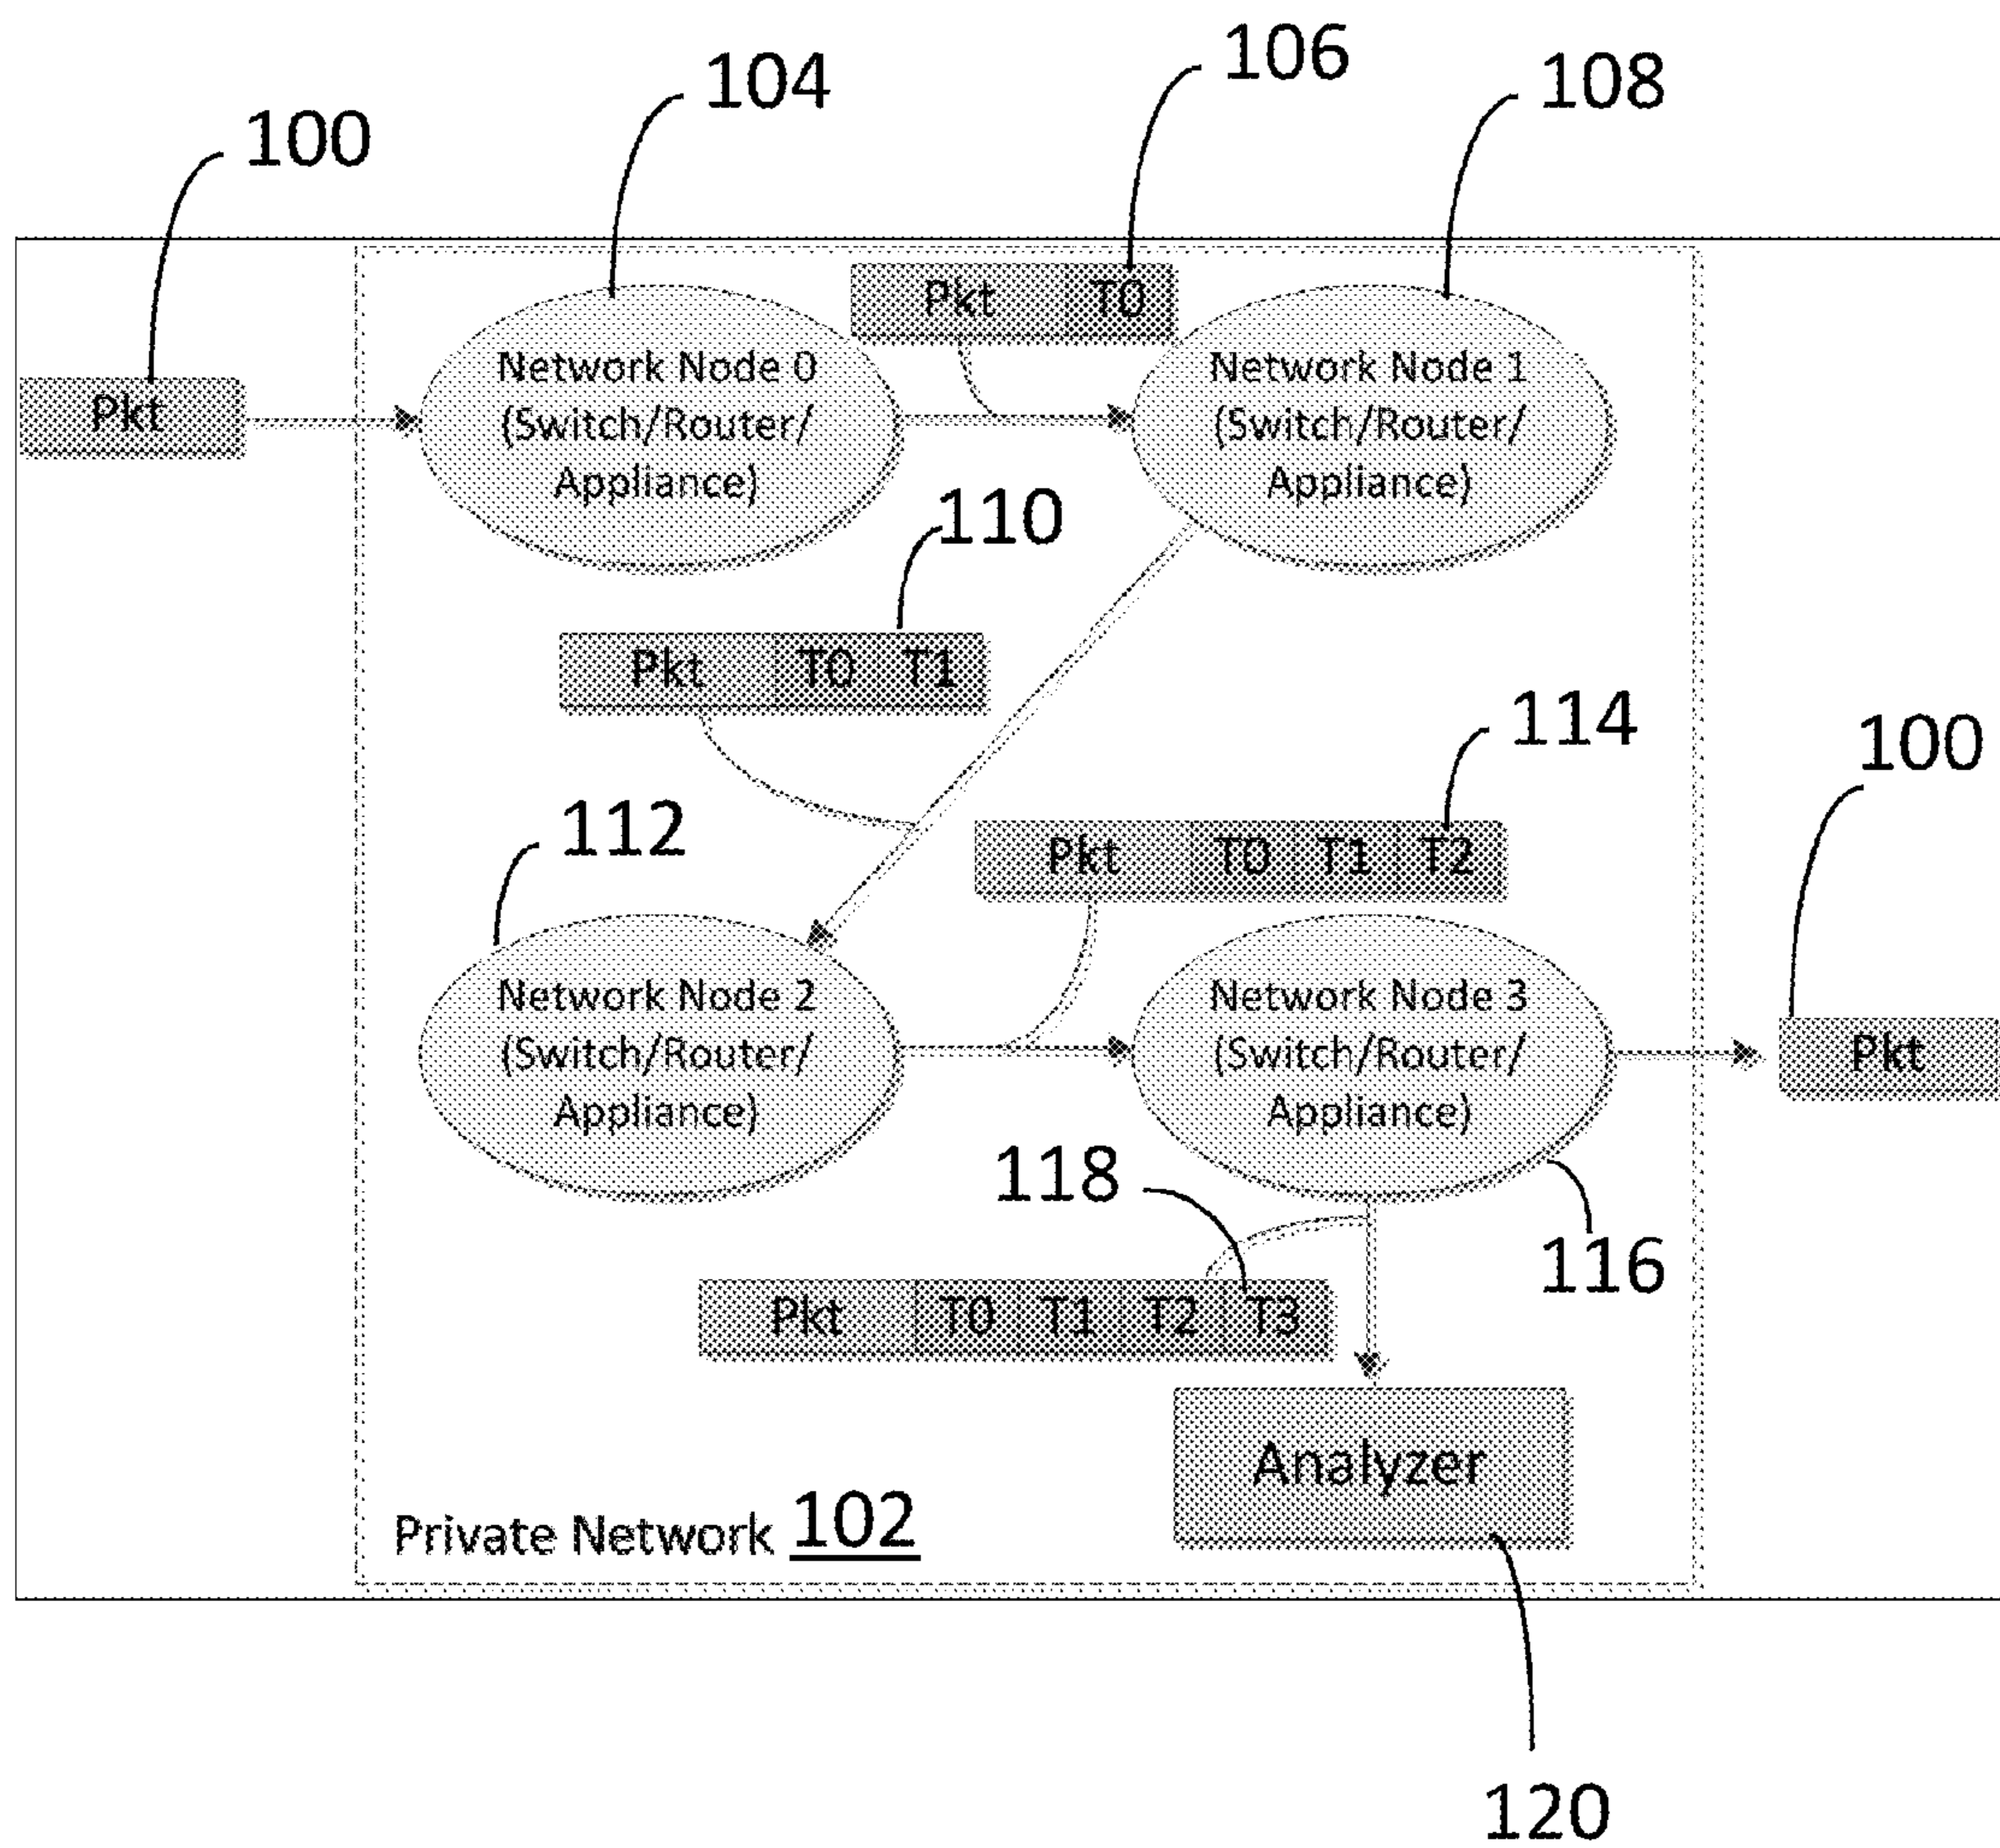 106
104
108
100
Pkt T0
Network Node 0
(Switch/Router/
Appliance)
Network Node 1
(Switch/Router/
Appliance)
Pkt
110
Pkt T0 T1
114
100
112
Pkt T0 T1 T2
Network Node 2
(Switch/Router/
Appliance)
Network Node 3
(Switch/Router/
Appliance)
Pkt
118
116
Pkt T0 T1 T2 T3
Analyzer
Private Network 102
120